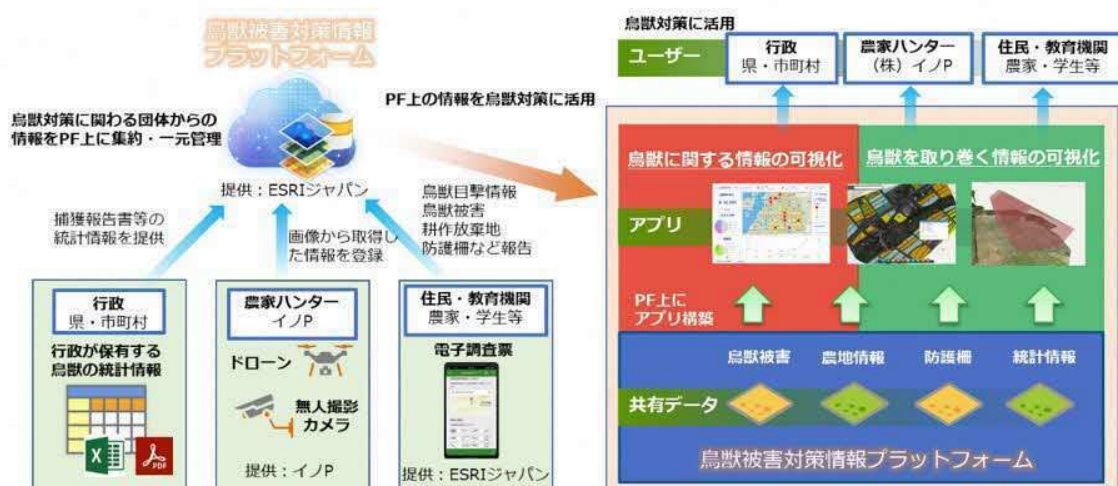 鳥獣被害対策情報
プラットフォーム
鳥獣対策に関わる団体からの
情報をPF上に集約・一元管理
PF上の情報を鳥獣対策に活用
提供：ESRIジャパン
捕獲報告書等の
統計情報を提供
画像から取得し
た情報を登録
鳥獣目撃情報
鳥獣被害
耕作放棄地
防護柵など報告
行政
県・市町村
行政が保有する
鳥獣の統計情報
PDF
農家ハンター
イノP
ドローン
無人撮影
カメラ
提供：イノP
住民・教育機関
農家・学生等
電子調査票
提供：ESRIジャパン
鳥獣対策に活用
ユーザー
行政
県・市町村
農家ハンター
（株）イノP
住民・教育機関
農家・学生等
鳥獣に関する情報の可視化
鳥獣を取り巻く情報の可視化
アプリ
PF上に
アプリ構築
鳥獣被害
農地情報
防護柵
統計情報
共有データ
鳥獣被害対策情報プラットフォーム